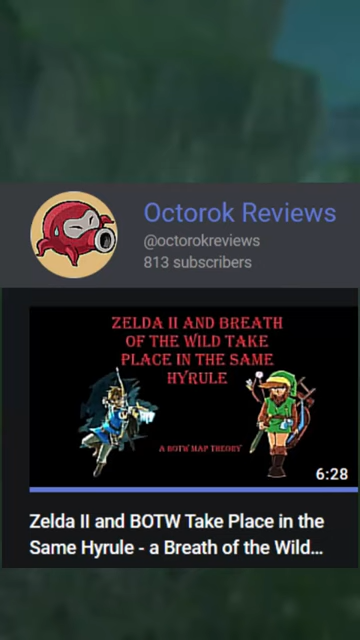 Octorok Reviews
@octorokreviews
813 subscribers
ZELDA II AND BREATH
OF THE WILD TAKE
PLACE IN THE SAME
HYRULE
A BOTW MAP THEORY
6:28
Zelda II and BOTW Take Place in the
Same Hyrule - a Breath of the Wild...